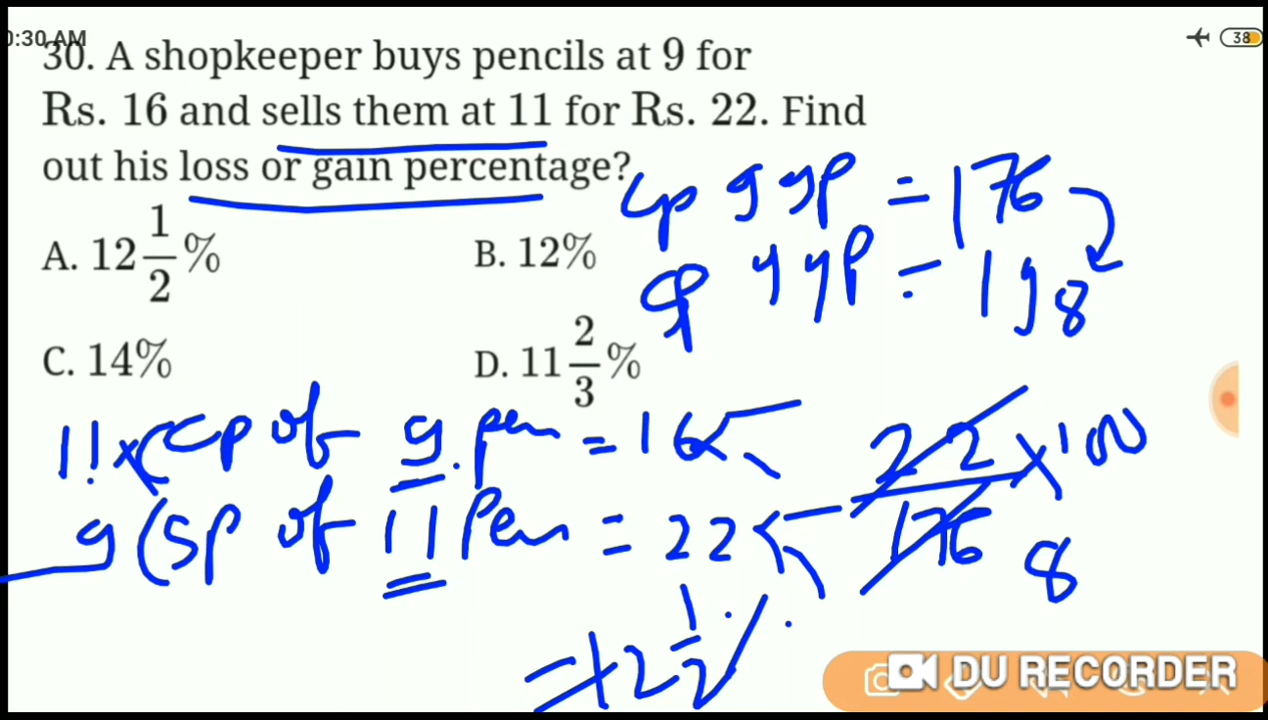 0:30 AM
38
30. A shopkeeper buys pencils at 9 for
Rs. 16 and sells them at 11 for Rs. 22. Find
out his loss or gain percentage?
A. 12 1/2 %
B. 12%
C. 14%
D. 11 2/3 %
cp 99 p = 176
99 p = 198
11×(cp of 9 pen = 16
9(sp of 11 Pen = 22
22/176 × 100
8
12 1/2 %
DU RECORDER